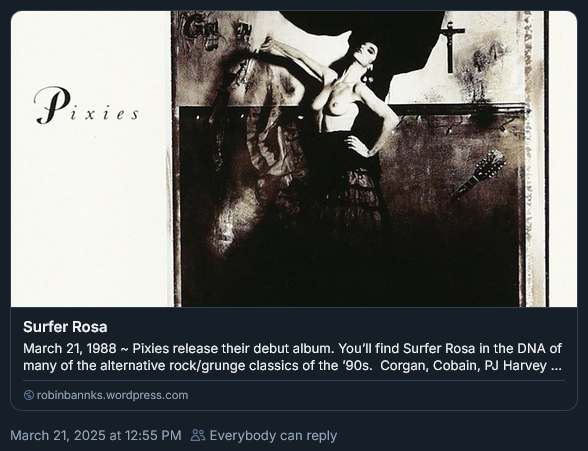 Pixies
Surfer Rosa
March 21, 1988 ~ Pixies release their debut album. You’ll find Surfer Rosa in the DNA of
many of the alternative rock/grunge classics of the ’90s.  Corgan, Cobain, PJ Harvey ...
robinbannks.wordpress.com
March 21, 2025 at 12:55 PM Everybody can reply